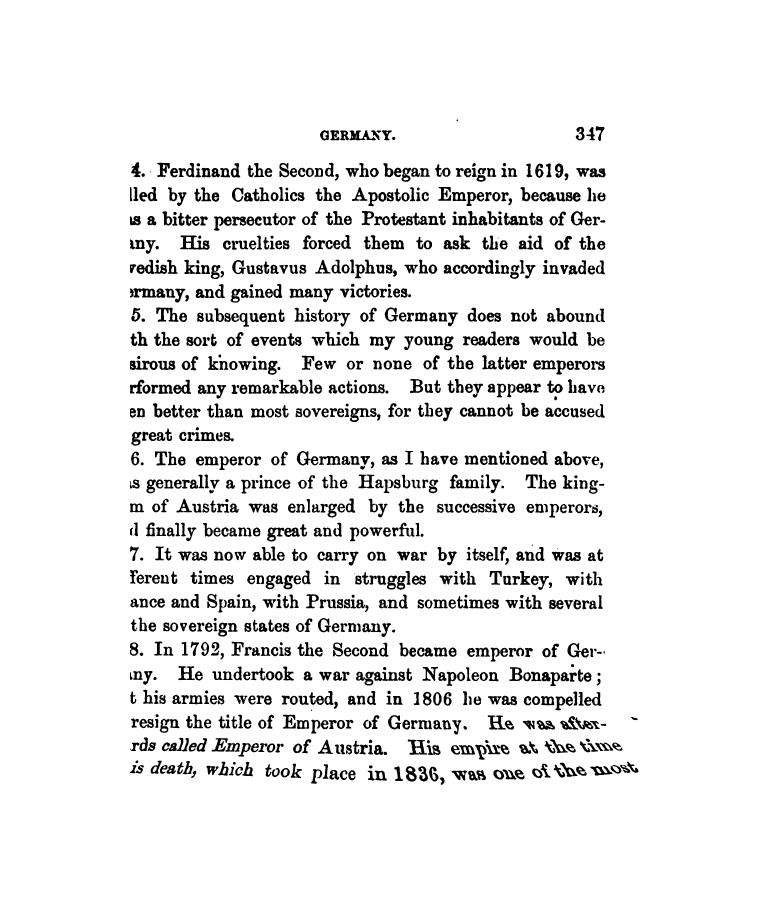 GERMANY. 347
4. Ferdinand the Second, who began to reign in 1619, was
lled by the Catholics the Apostolic Emperor, because he
as a bitter persecutor of the Protestant inhabitants of Ger-
any. His cruelties forced them to ask the aid of the
redish king, Gustavus Adolphus, who accordingly invaded
ermany, and gained many victories.
5. The subsequent history of Germany does not abound
th the sort of events which my young readers would be
sirous of knowing. Few or none of the latter emperors
rformed any remarkable actions. But they appear to have
en better than most sovereigns, for they cannot be accused
great crimes.
6. The emperor of Germany, as I have mentioned above,
as generally a prince of the Hapsburg family. The king-
m of Austria was enlarged by the successive emperors,
d finally became great and powerful.
7. It was now able to carry on war by itself, and was at
ferent times engaged in struggles with Turkey, with
ance and Spain, with Prussia, and sometimes with several
the sovereign states of Germany.
8. In 1792, Francis the Second became emperor of Ger-
any. He undertook a war against Napoleon Bonaparte;
t his armies were routed, and in 1806 he was compelled
resign the title of Emperor of Germany. He was after-
rds called Emperor of Austria. His empire at the time
is death, which took place in 1836, was one of the most